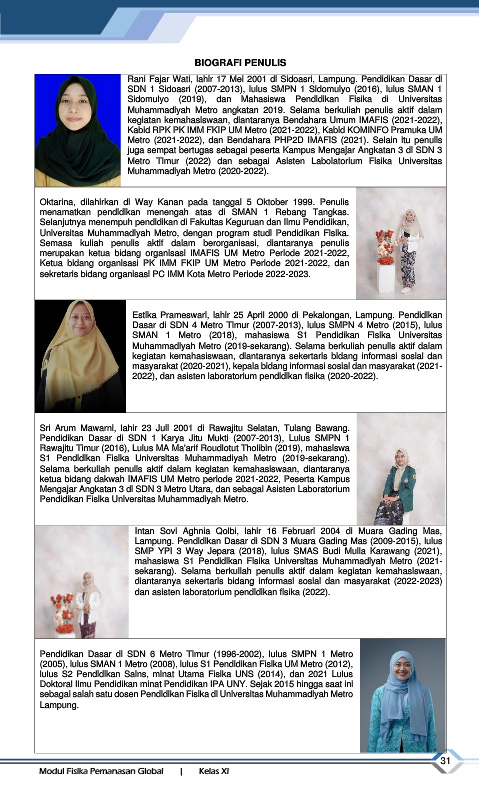 BIOGRAFI PENULIS
Rani Fajar Wati, lahir 17 Mei 2001 di Sidoasri, Lampung. Pendidikan Dasar di
SDN 1 Sidoasri (2007-2013), lulus SMPN 1 Sidomulyo (2016), lulus SMAN 1
Sidomulyo (2019), dan Mahasiswa Pendidikan Fisika di Universitas
Muhammadiyah Metro angkatan 2019. Selama berkuliah penulis aktif dalam
kegiatan kemahasiswaan, diantaranya Bendahara Umum IMAFIS (2021-2022),
Kabid RPK PK IMM FKIP UM Metro (2021-2022), Kabid KOMINFO Pramuka UM
Metro (2021-2022), dan Bendahara PHP2D IMAFIS (2021). Selain itu penulis
juga sempat bertugas sebagai peserta Kampus Mengajar Angkatan 3 di SDN 3
Metro Timur (2022) dan sebagai Asisten Labolatorium Fisika Universitas
Muhammadiyah Metro (2020-2022).
Oktarina, dilahirkan di Way Kanan pada tanggal 5 Oktober 1999. Penulis
menamatkan pendidikan menengah atas di SMAN 1 Rebang Tangkas.
Selanjutnya menempuh pendidikan di Fakultas Keguruan dan Ilmu Pendidikan,
Universitas Muhammadiyah Metro, dengan program studi Pendidikan Fisika.
Semasa kuliah penulis aktif dalam berorganisasi, diantaranya penulis
merupakan ketua bidang organisasi IMAFIS UM Metro Periode 2021-2022,
Ketua bidang organisasi PK IMM FKIP UM Metro Periode 2021-2022, dan
sekretaris bidang organisasi PC IMM Kota Metro Periode 2022-2023.
Estika Prameswari, lahir 25 April 2000 di Pekalongan, Lampung. Pendidikan
Dasar di SDN 4 Metro Timur (2007-2013), lulus SMPN 4 Metro (2015), lulus
SMAN 1 Metro (2018), mahasiswa S1 Pendidikan Fisika Universitas
Muhammadiyah Metro (2019-sekarang). Selama berkuliah penulis aktif dalam
kegiatan kemahasiswaan, diantaranya sekertaris bidang informasi sosial dan
masyarakat (2020-2021), kepala bidang informasi sosial dan masyarakat (2021-
2022), dan asisten laboratorium pendidikan fisika (2020-2022).
Sri Arum Mawarni, lahir 23 Juli 2001 di Rawajitu Selatan, Tulang Bawang.
Pendidikan Dasar di SDN 1 Karya Jitu Mukti (2007-2013), Lulus SMPN 1
Rawajitu Timur (2016), Lulus MA Ma'arif Roudlotut Tholibin (2019), mahasiswa
S1 Pendidikan Fisika Universitas Muhammadiyah Metro (2019-sekarang).
Selama berkuliah penulis aktif dalam kegiatan kemahasiswaan, diantaranya
ketua bidang dakwah IMAFIS UM Metro periode 2021-2022, Peserta Kampus
Mengajar Angkatan 3 di SDN 3 Metro Utara, dan sebagai Asisten Laboratorium
Pendidikan Fisika Universitas Muhammadiyah Metro.
Intan Sovi Aghnia Qolbi, lahir 16 Februari 2004 di Muara Gading Mas,
Lampung. Pendidikan Dasar di SDN 3 Muara Gading Mas (2009-2015), lulus
SMP YPI 3 Way Jepara (2018), lulus SMAS Budi Mulla Karawang (2021),
mahasiswa S1 Pendidikan Fisika Universitas Muhammadiyah Metro (2021-
sekarang). Selama berkuliah penulis aktif dalam kegiatan kemahasiswaan,
diantaranya sekertaris bidang informasi sosial dan masyarakat (2022-2023)
dan asisten laboratorium pendidikan fisika (2022).
Pendidikan Dasar di SDN 6 Metro Timur (1996-2002), lulus SMPN 1 Metro
(2005), lulus SMAN 1 Metro (2008), lulus S1 Pendidikan Fisika UM Metro (2012),
lulus S2 Pendidikan Sains, minat Utama Fisika UNS (2014), dan 2021 Lulus
Doktoral Ilmu Pendidikan minat Pendidikan IPA UNY. Sejak 2015 hingga saat ini
sebagai salah satu dosen Pendidikan Fisika di Universitas Muhammadiyah Metro
Lampung.
31
Modul Fisika Pemanasan Global | Kelas XI